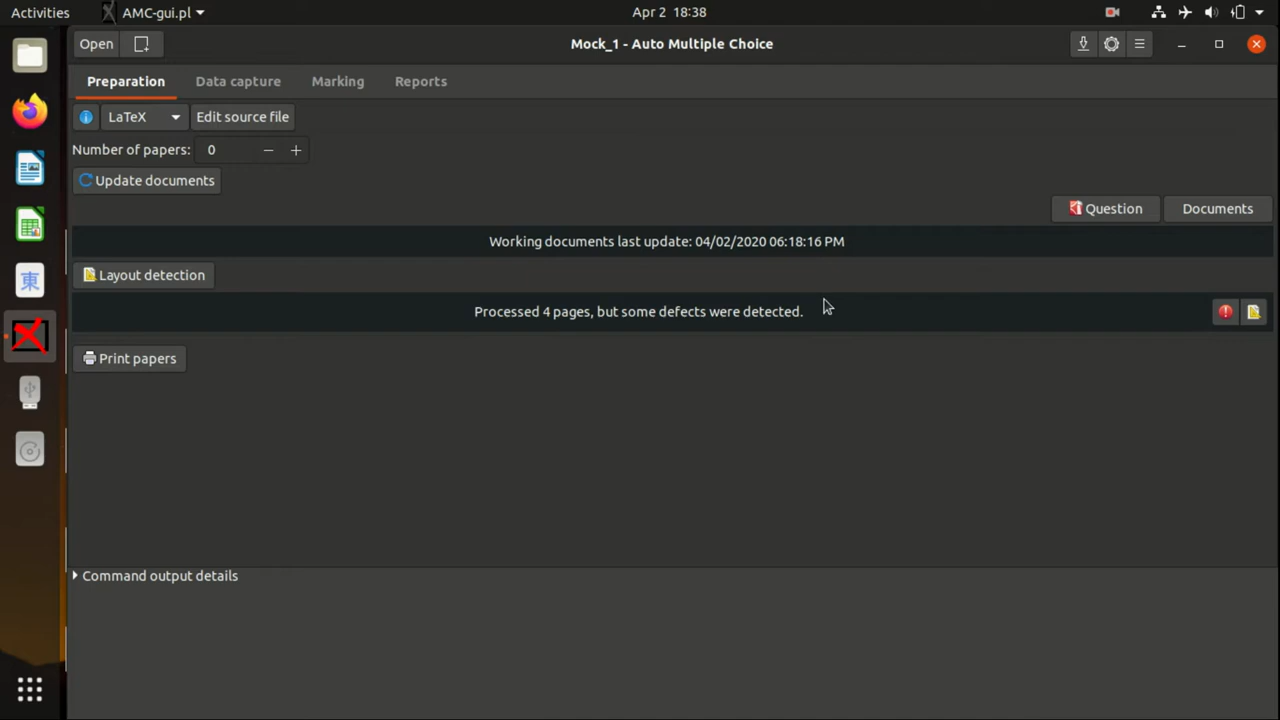 Activities
AMC-gui.pl
Apr 2 18:38
Open
Mock_1 - Auto Multiple Choice
Preparation
Data capture
Marking
Reports
LaTeX
Edit source file
Number of papers:
0
Update documents
Question
Documents
Working documents last update: 04/02/2020 06:18:16 PM
Layout detection
Processed 4 pages, but some defects were detected.
東
Print papers
Command output details